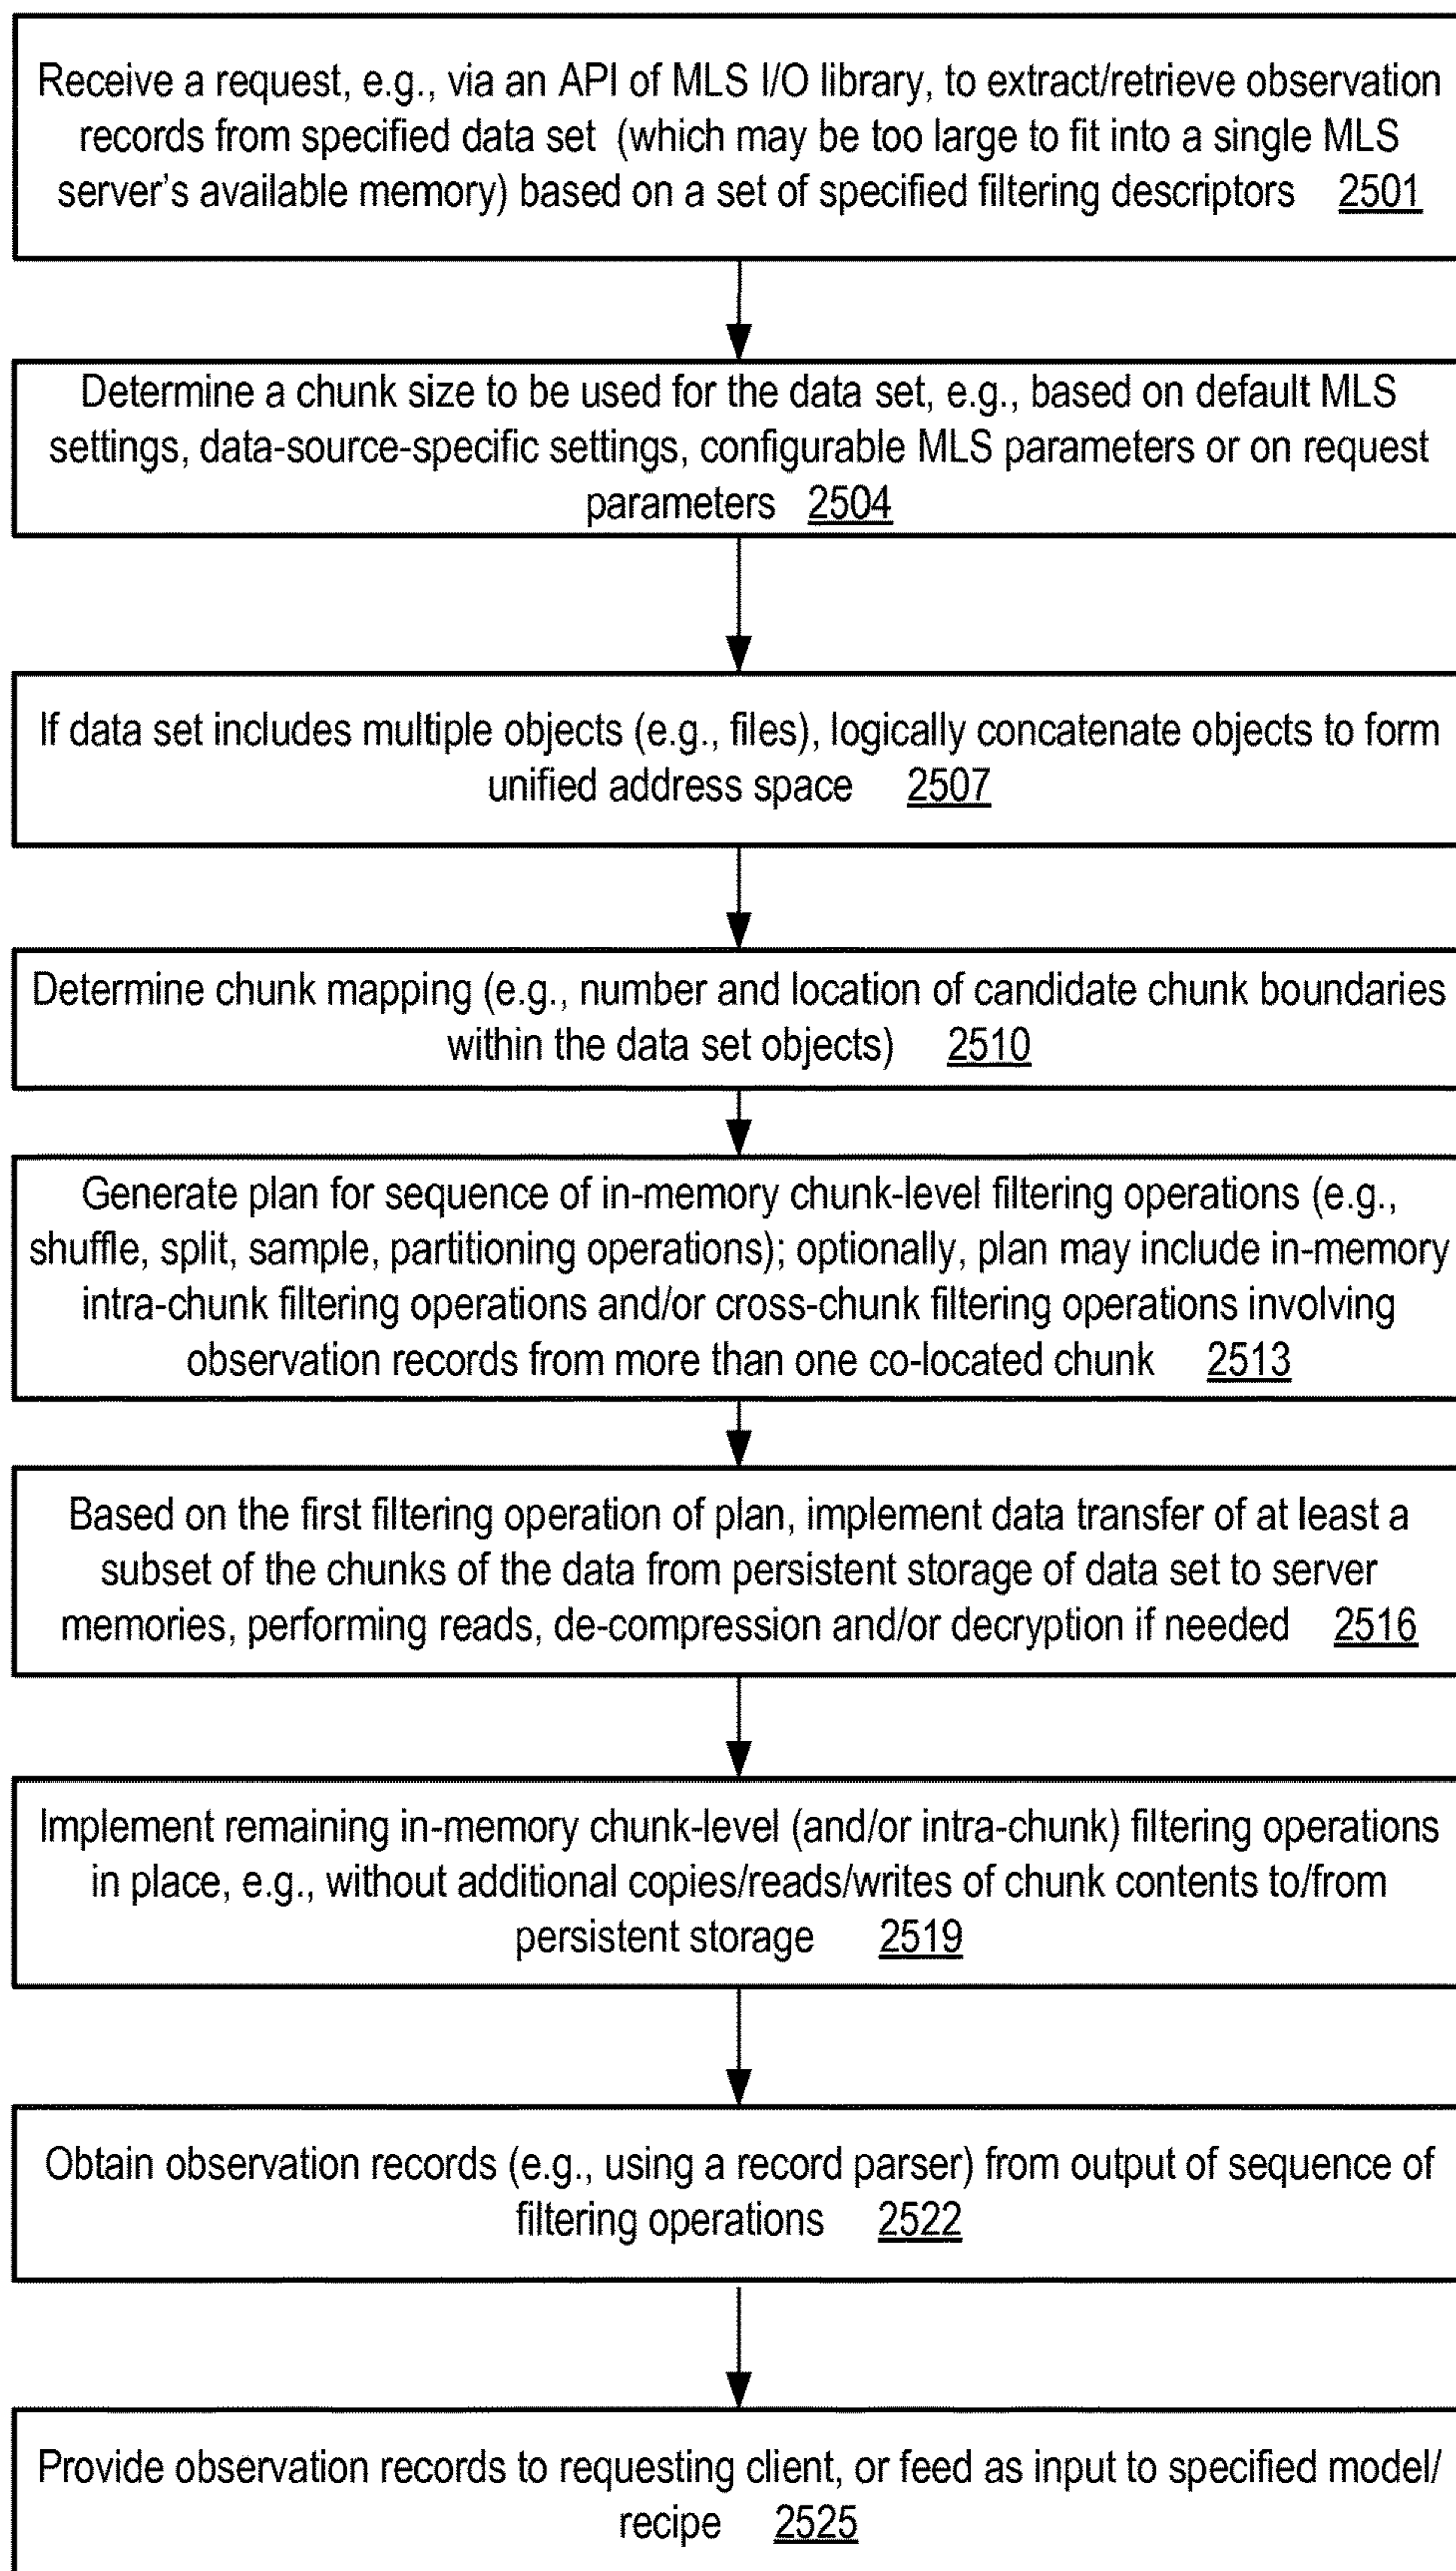 Receive a request, e.g., via an API of MLS I/O library, to extract/retrieve observation
records from specified data set (which may be too large to fit into a single MLS
server's available memory) based on a set of specified filtering descriptors 2501
Determine a chunk size to be used for the data set, e.g., based on default MLS
settings, data-source-specific settings, configurable MLS parameters or on request
parameters 2504
If data set includes multiple objects (e.g., files), logically concatenate objects to form
unified address space 2507
Determine chunk mapping (e.g., number and location of candidate chunk boundaries
within the data set objects) 2510
Generate plan for sequence of in-memory chunk-level filtering operations (e.g.,
shuffle, split, sample, partitioning operations); optionally, plan may include in-memory
intra-chunk filtering operations and/or cross-chunk filtering operations involving
observation records from more than one co-located chunk 2513
Based on the first filtering operation of plan, implement data transfer of at least a
subset of the chunks of the data from persistent storage of data set to server
memories, performing reads, de-compression and/or decryption if needed 2516
Implement remaining in-memory chunk-level (and/or intra-chunk) filtering operations
in place, e.g., without additional copies/reads/writes of chunk contents to/from
persistent storage 2519
Obtain observation records (e.g., using a record parser) from output of sequence of
filtering operations 2522
Provide observation records to requesting client, or feed as input to specified model/
recipe 2525